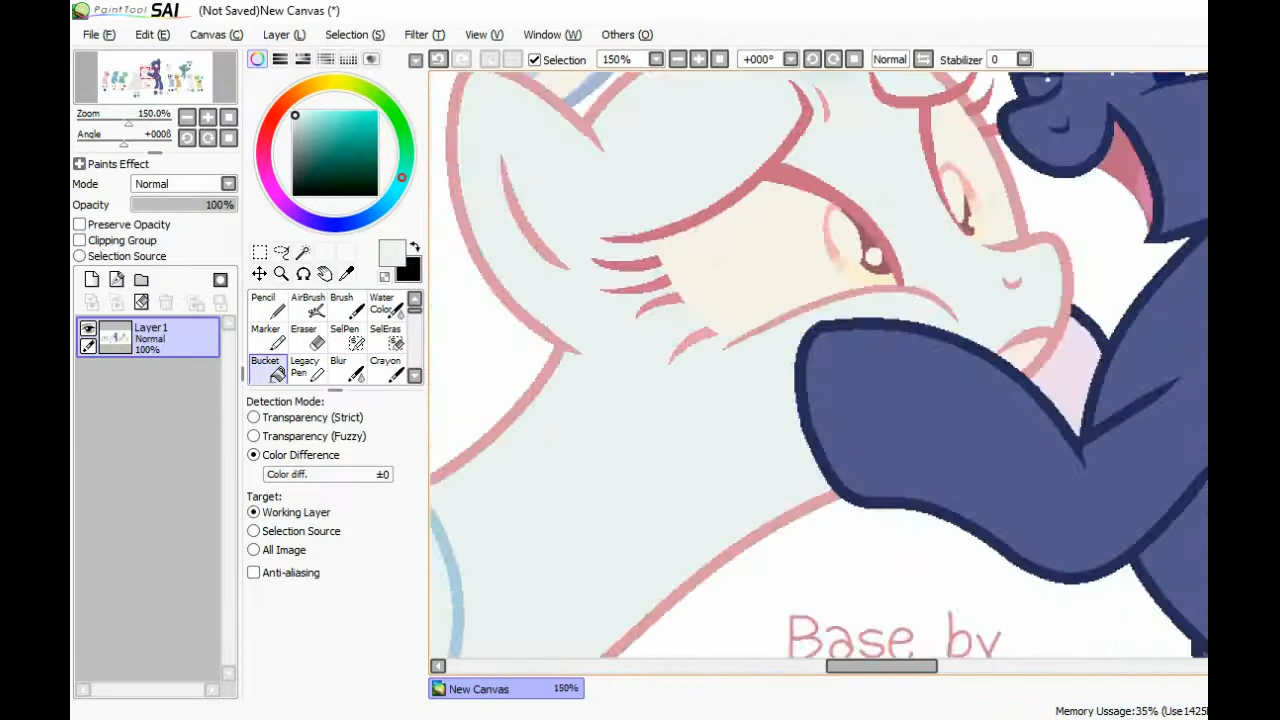 PaintTool SAI (Not Saved)New Canvas (*)
File (F) Edit (E) Canvas (C) Layer (L) Selection (S) Filter (T) View (V) Window (W) Others (O)
Selection 150% +000° Normal Stabilizer 0
Zoom 150.0%
Angle +000ß
Paints Effect
Mode Normal
Opacity 100%
Preserve Opacity
Clipping Group
Selection Source
Layer1
Normal
100%
Pencil AirBrush Brush Water Color
Marker Eraser SelPen SelEras
Bucket Legacy Pen Blur Crayon
Detection Mode:
Transparency (Strict)
Transparency (Fuzzy)
Color Difference
Color diff. ±0
Target:
Working Layer
Selection Source
All Image
Anti-aliasing
Base by
New Canvas 150%
Memory Ussage:35% (Use1425